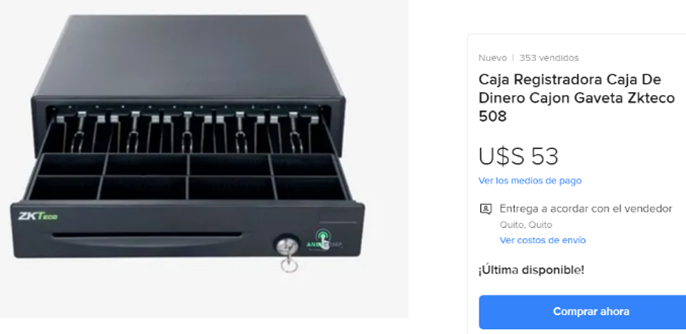 ZKTeco
Nuevo | 353 vendidos
Caja Registradora Caja De
Dinero Cajon Gaveta Zkteco
508
U$S 53
Ver los medios de pago
Entrega a acordar con el vendedor
Quito, Quito
Ver costos de envío
¡Última disponible!
Comprar ahora